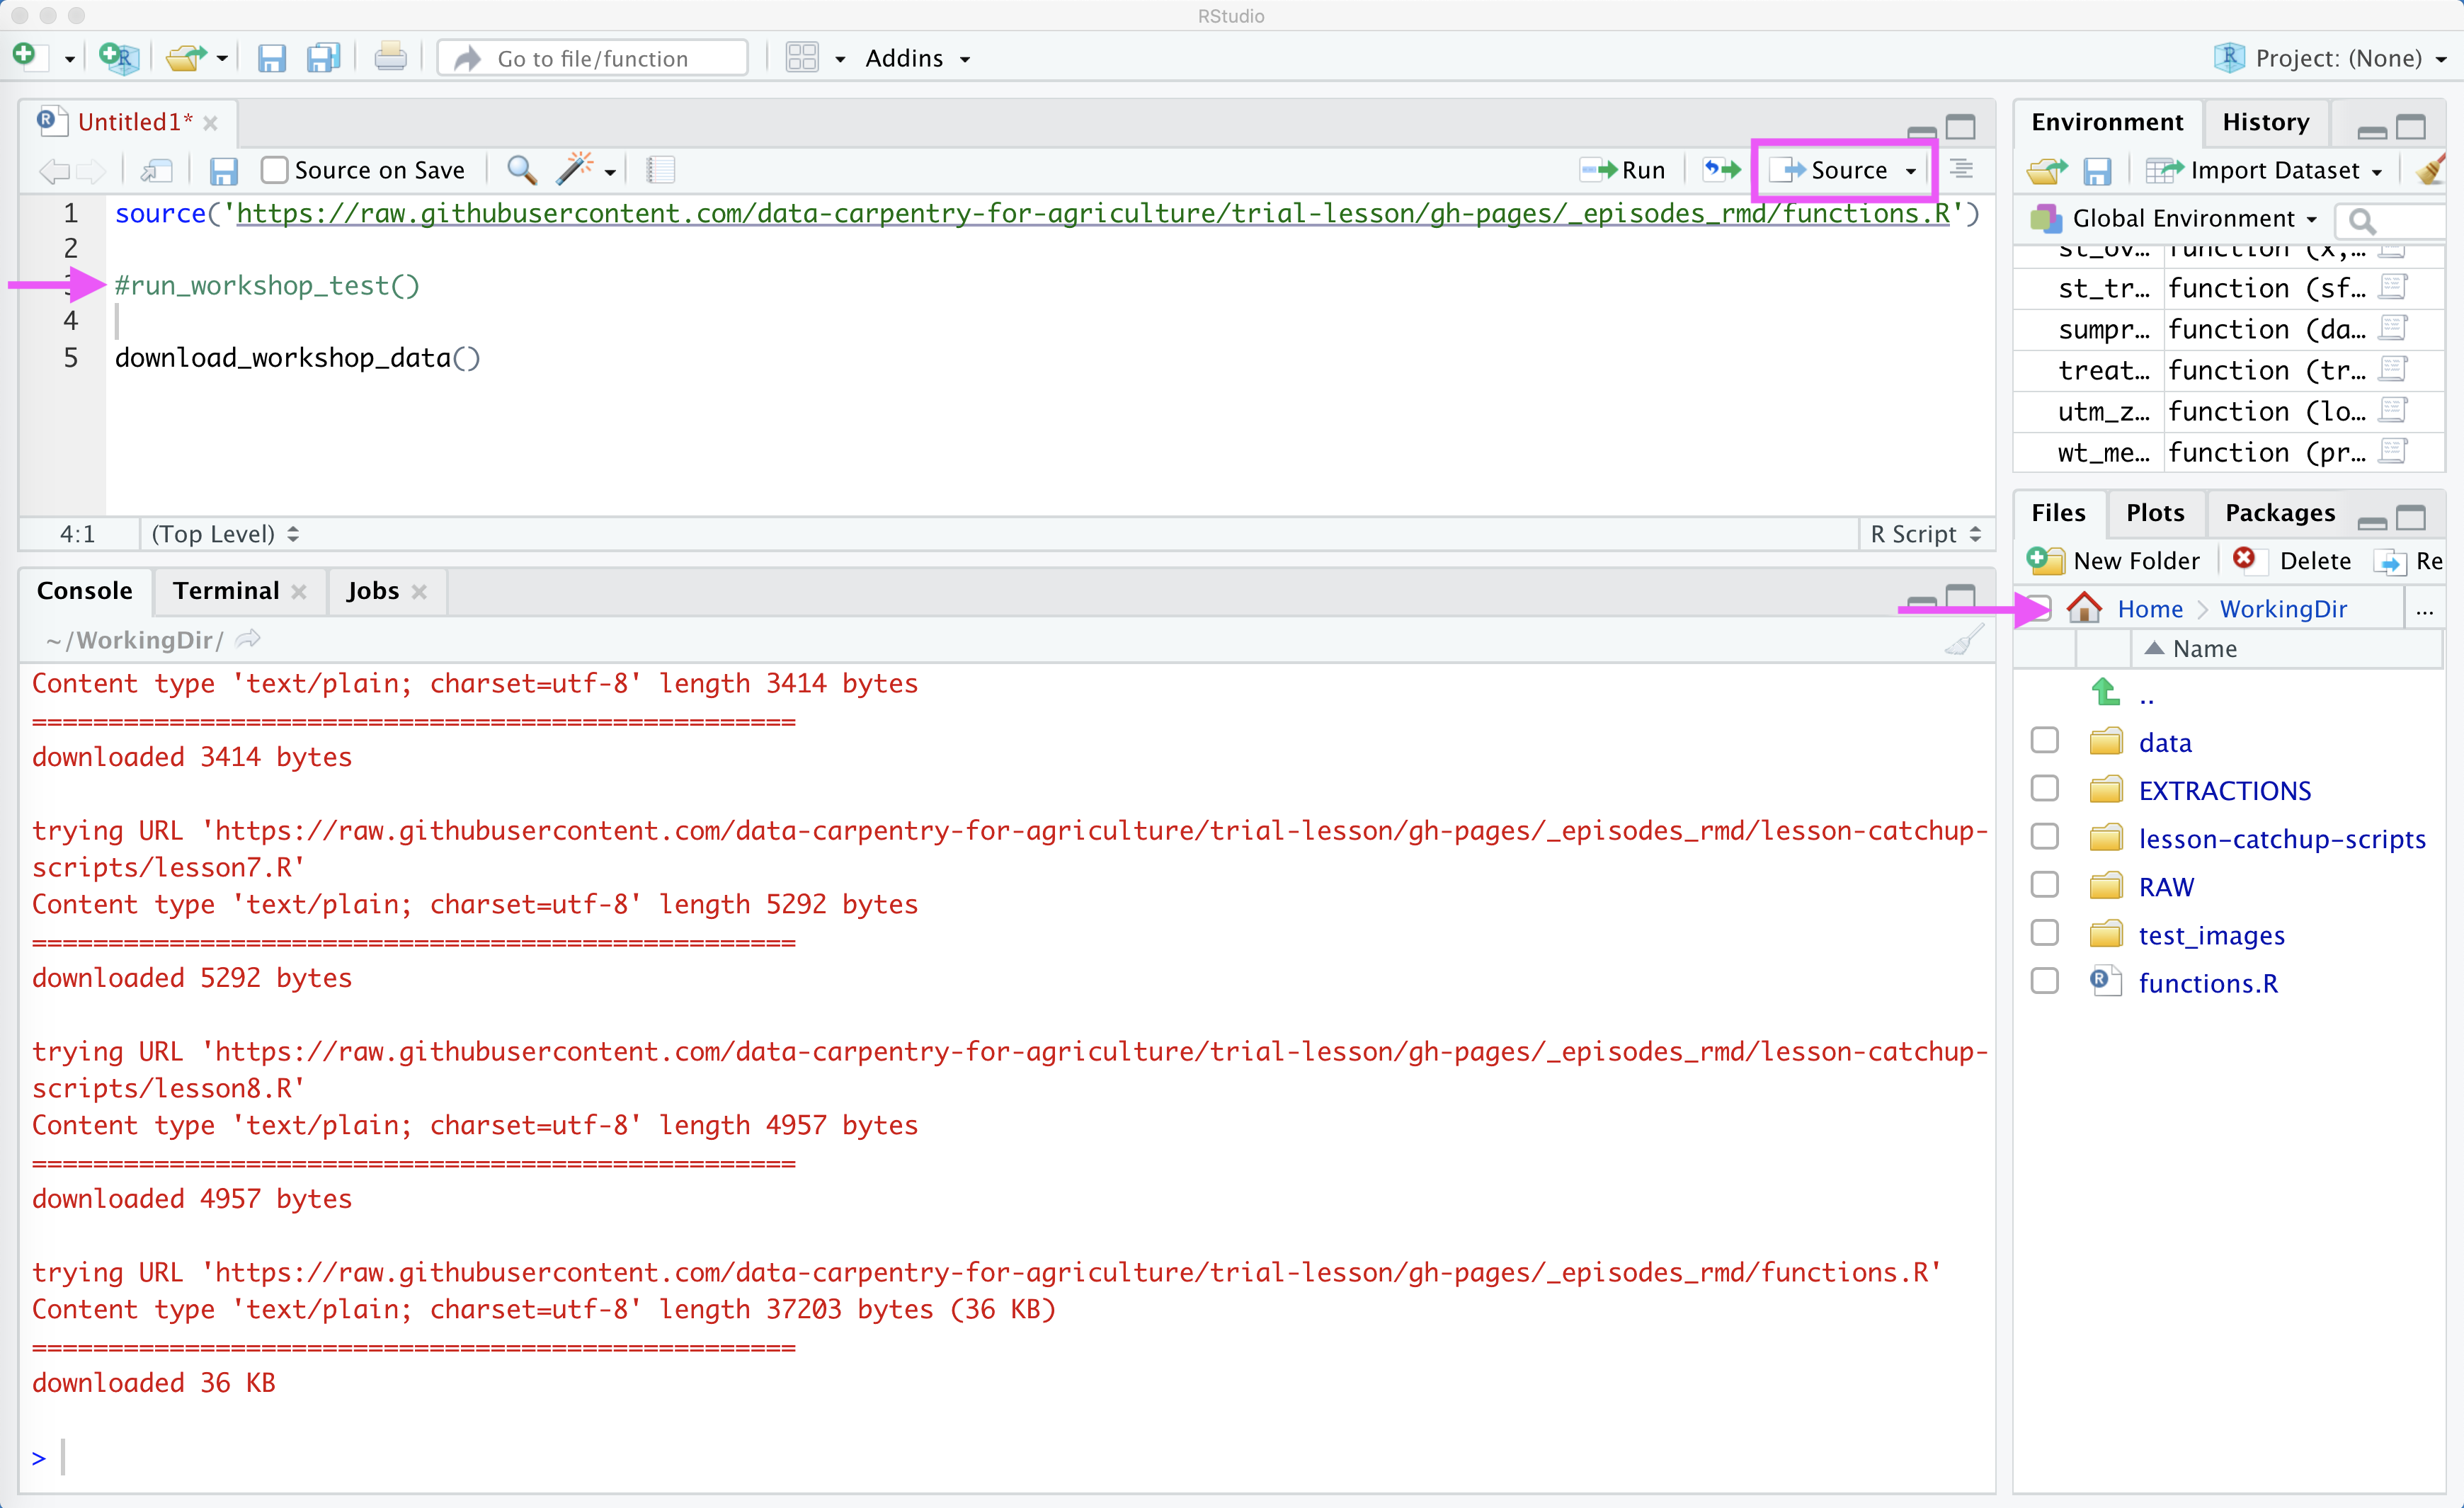 RStudio
Go to file/function
Addins
Project: (None)
Untitled1*
Source on Save
Run
Source
1 source('https://raw.githubusercontent.com/data-carpentry-for-agriculture/trial-lesson/gh-pages/_episodes_rmd/functions.R')
2
#run_workshop_test()
4
5 download_workshop_data()
4:1 (Top Level) R Script
Console Terminal Jobs
~/WorkingDir/
Content type 'text/plain; charset=utf-8' length 3414 bytes
==================================================
downloaded 3414 bytes
trying URL 'https://raw.githubusercontent.com/data-carpentry-for-agriculture/trial-lesson/gh-pages/_episodes_rmd/lesson-catchup-
scripts/lesson7.R'
Content type 'text/plain; charset=utf-8' length 5292 bytes
==================================================
downloaded 5292 bytes
trying URL 'https://raw.githubusercontent.com/data-carpentry-for-agriculture/trial-lesson/gh-pages/_episodes_rmd/lesson-catchup-
scripts/lesson8.R'
Content type 'text/plain; charset=utf-8' length 4957 bytes
==================================================
downloaded 4957 bytes
trying URL 'https://raw.githubusercontent.com/data-carpentry-for-agriculture/trial-lesson/gh-pages/_episodes_rmd/functions.R'
Content type 'text/plain; charset=utf-8' length 37203 bytes (36 KB)
==================================================
downloaded 36 KB
>
Environment History
Import Dataset
Global Environment
st_ov… function (x,…
st_tr… function (sf…
sumpr… function (da…
treat… function (tr…
utm_z… function (lo…
wt_me… function (pr…
Files Plots Packages
New Folder Delete Re
Home WorkingDir ...
Name
..
data
EXTRACTIONS
lesson-catchup-scripts
RAW
test_images
functions.R